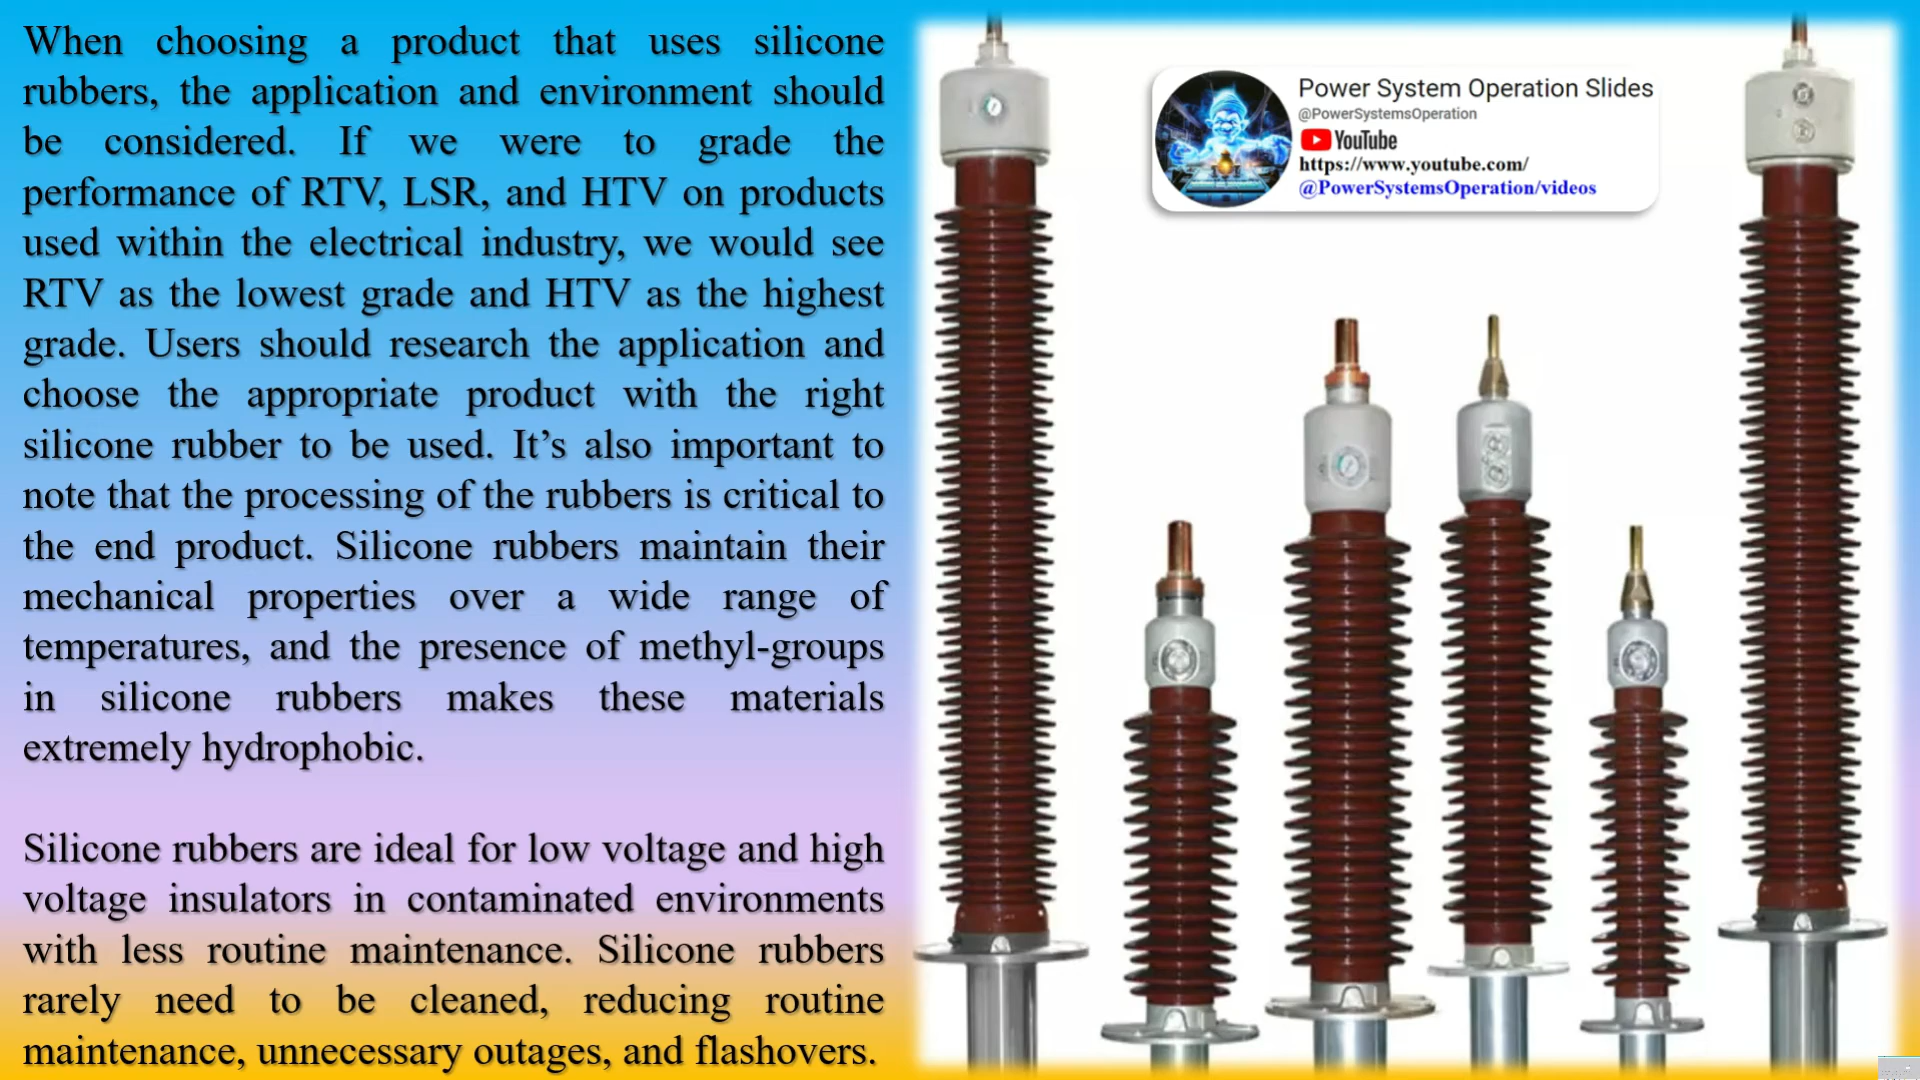 When choosing a product that uses silicone
rubbers, the application and environment should
be considered. If we were to grade the
performance of RTV, LSR, and HTV on products
used within the electrical industry, we would see
RTV as the lowest grade and HTV as the highest
grade. Users should research the application and
choose the appropriate product with the right
silicone rubber to be used. It’s also important to
note that the processing of the rubbers is critical to
the end product. Silicone rubbers maintain their
mechanical properties over a wide range of
temperatures, and the presence of methyl-groups
in silicone rubbers makes these materials
extremely hydrophobic.
Silicone rubbers are ideal for low voltage and high
voltage insulators in contaminated environments
with less routine maintenance. Silicone rubbers
rarely need to be cleaned, reducing routine
maintenance, unnecessary outages, and flashovers.
Power System Operation Slides
@PowerSystemsOperation
YouTube
https://www.youtube.com/
@PowerSystemsOperation/videos